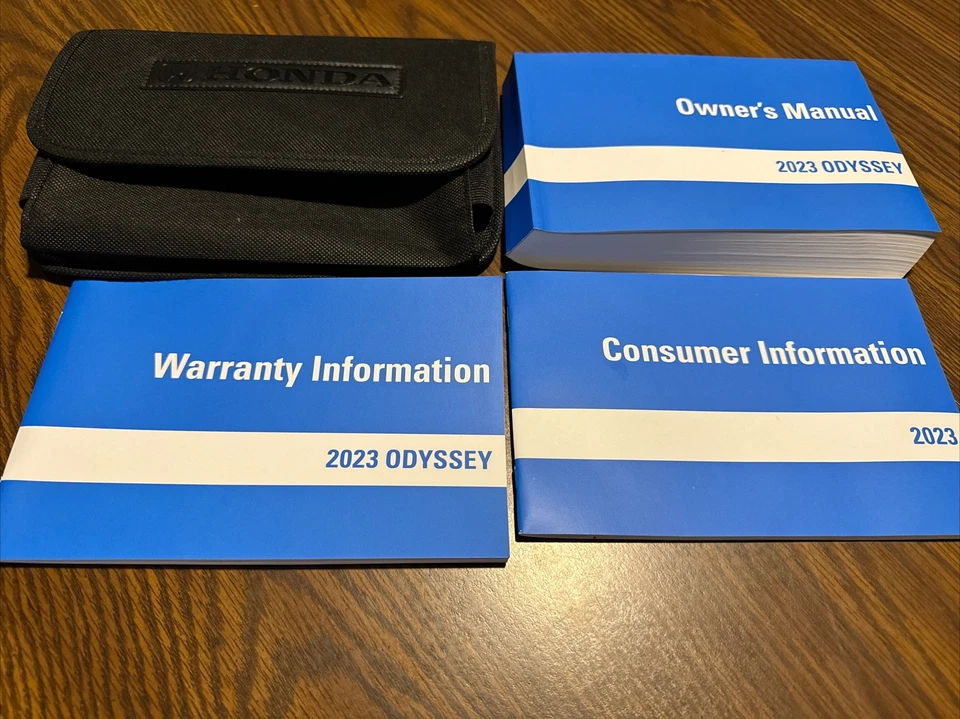 HONDA
Owner's Manual
2023 ODYSSEY
Warranty Information
2023 ODYSSEY
Consumer Information
2023